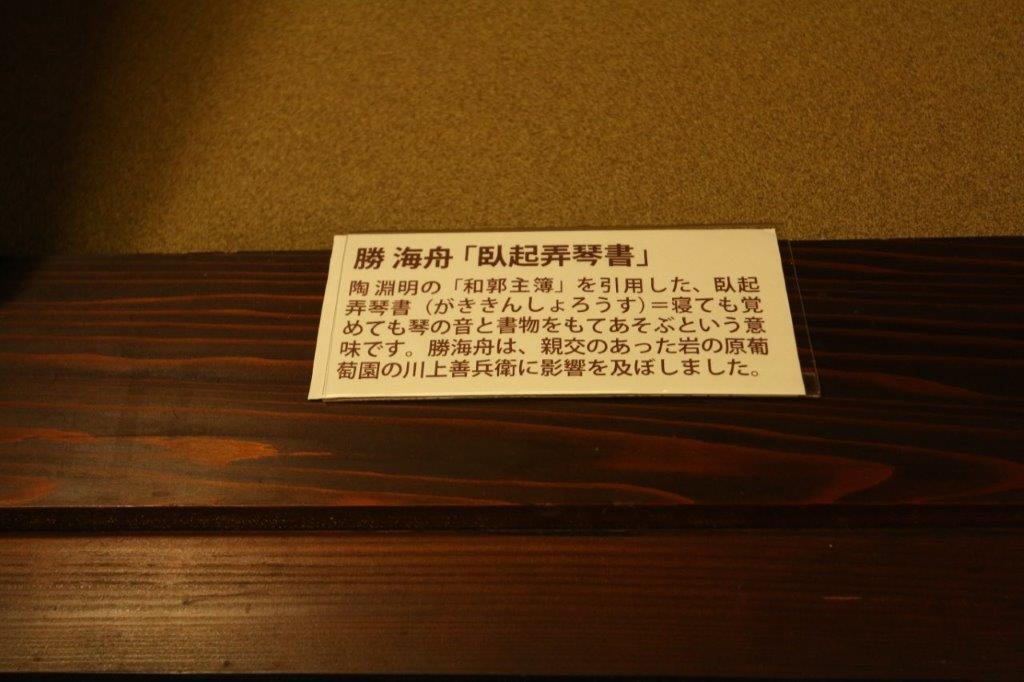 勝 海舟「臥起弄琴書」
陶淵明の「和郭主簿」を引用した、臥起
弄琴書（がききんしょろうす）＝寝ても覚
めても琴の音と書物をもてあそぶという意
味です。勝海舟は、親交のあった岩の原葡
萄園の川上善兵衛に影響を及ぼしました。